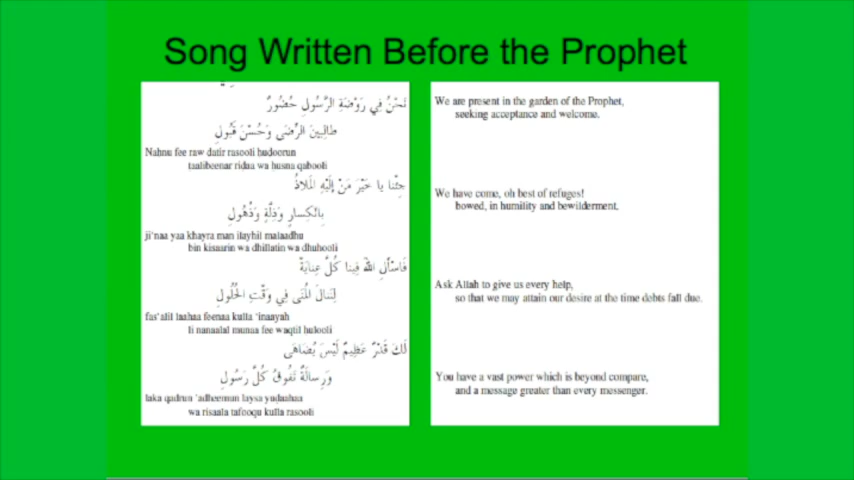 Song Written Before the Prophet
نَحْنُ فِي رَوْضَةِ الرَّسُولِ حُضُورٌ
طَالِبِينَ الرِّضَى وَحُسْنَ قَبُولِ
Nahnu fee raw datir rasooli hudoorun
taalibeenar ridaa wa husna qabooli
جِئْنَا يَا خَيْرَ مَنْ إِلَيْهِ المَلَاذُ
بِانْكِسَارٍ وَذِلَّةٍ وَذُهُولِ
ji'naa yaa khayra man ilayhil malaadhu
bin kisaarin wa dhillatin wa dhuhooli
فَاسْأَلِ اللهَ فِينَا كُلَّ عِنَايَةٍ
لِنَنَالَ المُنَى فِي وَقْتِ الحُلُولِ
fas'alil laahaa feenaa kulla 'inaayah
li nanaalal munaa fee waqtil hulooli
لَكَ قَدْرٌ عَظِيمٌ لَيْسَ يُضَاهَى
وَرِسَالَةٌ تَفُوقُ كُلَّ رَسُولِ
laka qadrun 'adheemun laysa yudaahaa
wa risaala tafooqu kulla rasooli
We are present in the garden of the Prophet,
seeking acceptance and welcome.
We have come, oh best of refuges!
bowed, in humility and bewilderment.
Ask Allah to give us every help,
so that we may attain our desire at the time debts fall due.
You have a vast power which is beyond compare,
and a message greater than every messenger.